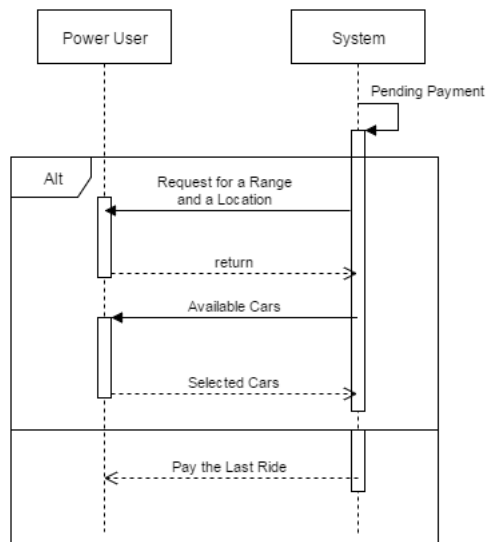 Power User
System
Pending Payment
Alt
Request for a Range
and a Location
return
Available Cars
Selected Cars
Pay the Last Ride